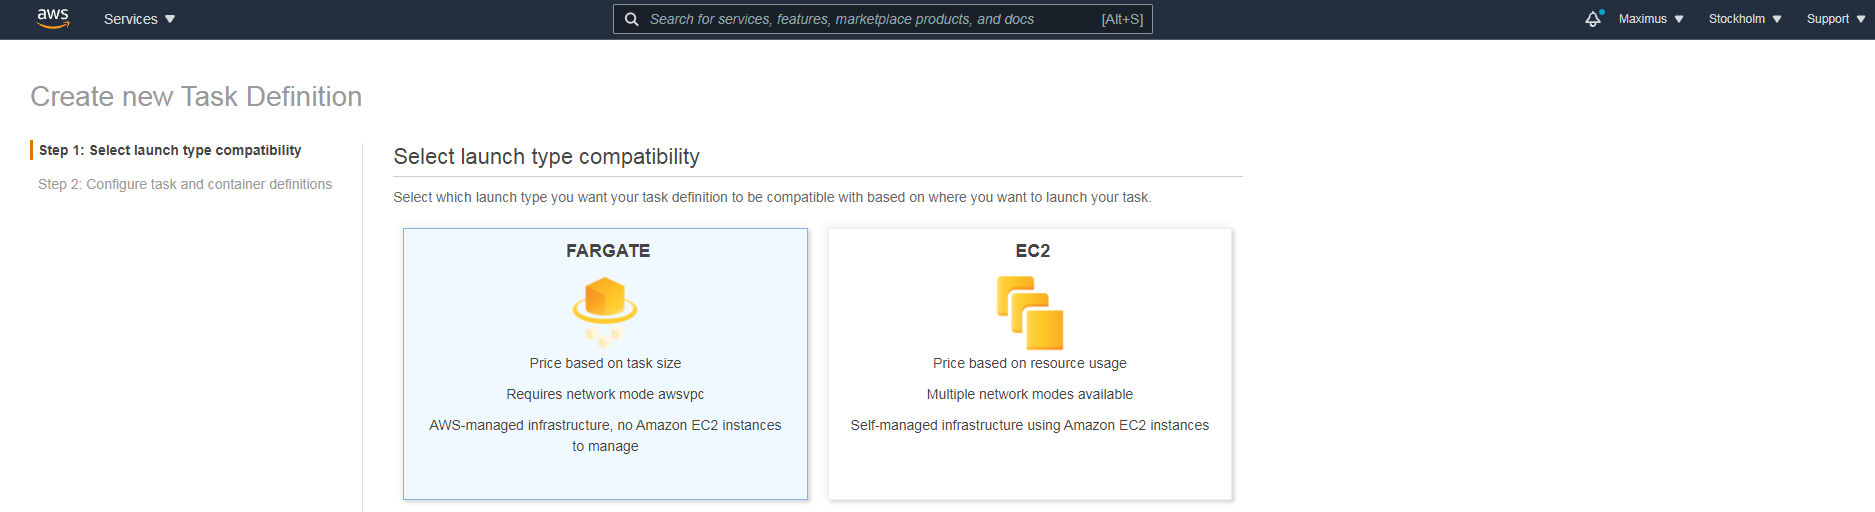 aws Services Search for services, features, marketplace products, and docs [Alt+S] Maximus Stockholm Support
Create new Task Definition
Step 1: Select launch type compatibility
Step 2: Configure task and container definitions
Select launch type compatibility
Select which launch type you want your task definition to be compatible with based on where you want to launch your task.
FARGATE
Price based on task size
Requires network mode awsvpc
AWS-managed infrastructure, no Amazon EC2 instances
to manage
EC2
Price based on resource usage
Multiple network modes available
Self-managed infrastructure using Amazon EC2 instances